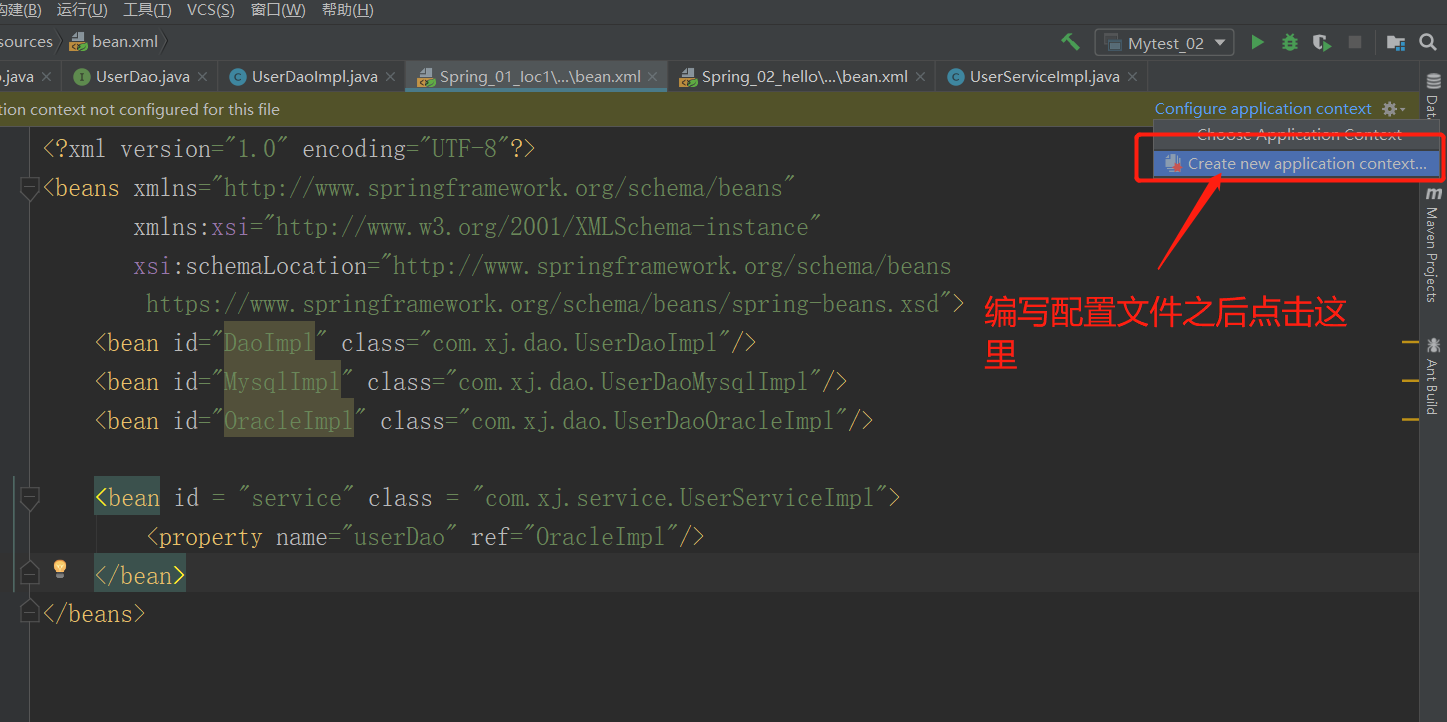 构建(B) 运行(U) 工具(T) VCS(S) 窗口(W) 帮助(H)
sources bean.xml Mytest_02
o.java UserDao.java UserDaoImpl.java Spring_01_Ioc1\...\bean.xml Spring_02_hello\...\bean.xml UserServiceImpl.java
tion context not configured for this file Configure application context
Choose Application Context
Create new application context...
<?xml version="1.0" encoding="UTF-8"?>
<beans xmlns="http://www.springframework.org/schema/beans"
xmlns:xsi="http://www.w3.org/2001/XMLSchema-instance"
xsi:schemaLocation="http://www.springframework.org/schema/beans
https://www.springframework.org/schema/beans/spring-beans.xsd">
<bean id="DaoImpl" class="com.xj.dao.UserDaoImpl"/>
<bean id="MysqlImpl" class="com.xj.dao.UserDaoMysqlImpl"/>
<bean id="OracleImpl" class="com.xj.dao.UserDaoOracleImpl"/>
<bean id = "service" class = "com.xj.service.UserServiceImpl">
<property name="userDao" ref="OracleImpl"/>
</bean>
</beans>
编写配置文件之后点击这
里
Maven Projects
Ant Build